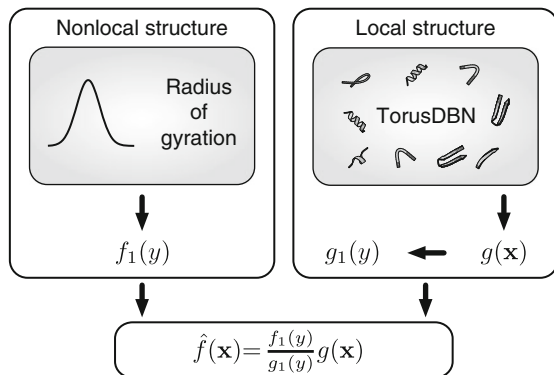 Nonlocal structure
Radius
of
gyration
f₁(y)
Local structure
TorusDBN
g₁(y)
g(𝐱)
f̂(𝐱)=f₁(y)/g₁(y) g(𝐱)